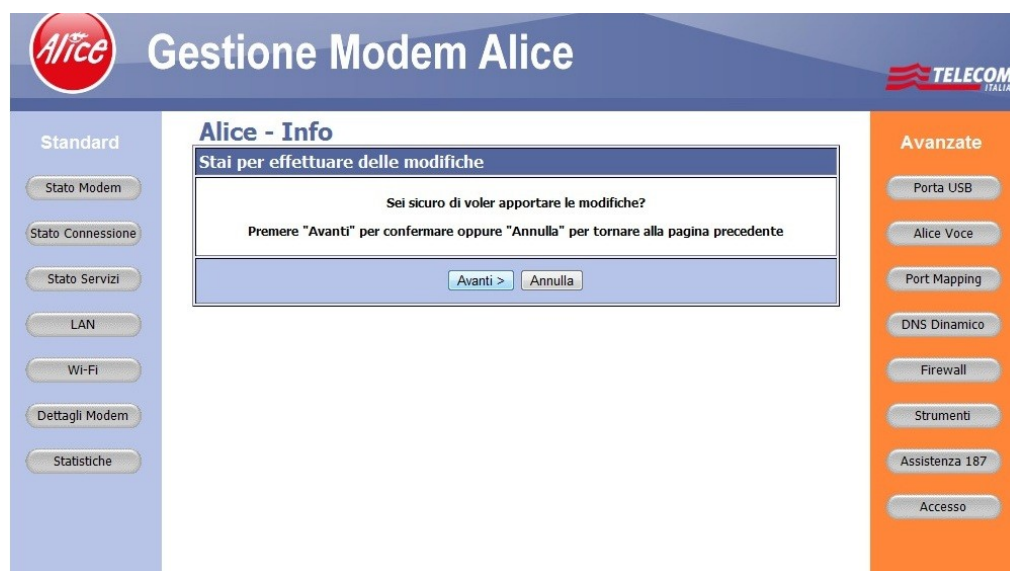 Alice
Gestione Modem Alice
TELECOM
ITALIA
Standard
Stato Modem
Stato Connessione
Stato Servizi
LAN
Wi-Fi
Dettagli Modem
Statistiche
Alice - Info
Stai per effettuare delle modifiche
Sei sicuro di voler apportare le modifiche?
Premere "Avanti" per confermare oppure "Annulla" per tornare alla pagina precedente
Avanti > Annulla
Avanzate
Porta USB
Alice Voce
Port Mapping
DNS Dinamico
Firewall
Strumenti
Assistenza 187
Accesso